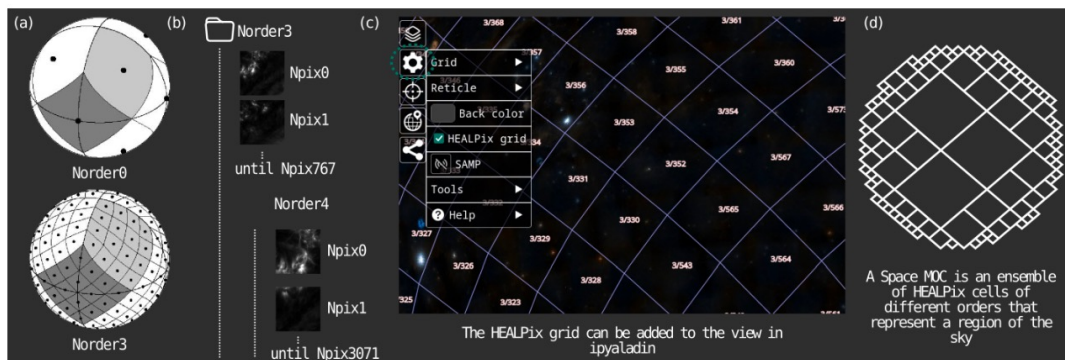 (a)
Norder0
Norder3
(b)
Norder3
Npix0
Npix1
until Npix767
Norder4
Npix0
Npix1
until Npix3071
(c)
3/368
3/361
3/358
3/357
3/360
3/355
3/346
3/356
3/354
3/353
3/567
3/352
3/331
3/566
3/565
3/330
3/327
3/329
3/564
3/326
3/543
3/328
3/323
Grid
Reticle
Back color
HEALPix grid
SAMP
Tools
Help
The HEALPix grid can be added to the view in
ipyaladin
(d)
A Space MOC is an ensemble
of HEALPix cells of
different orders that
represent a region of the
sky